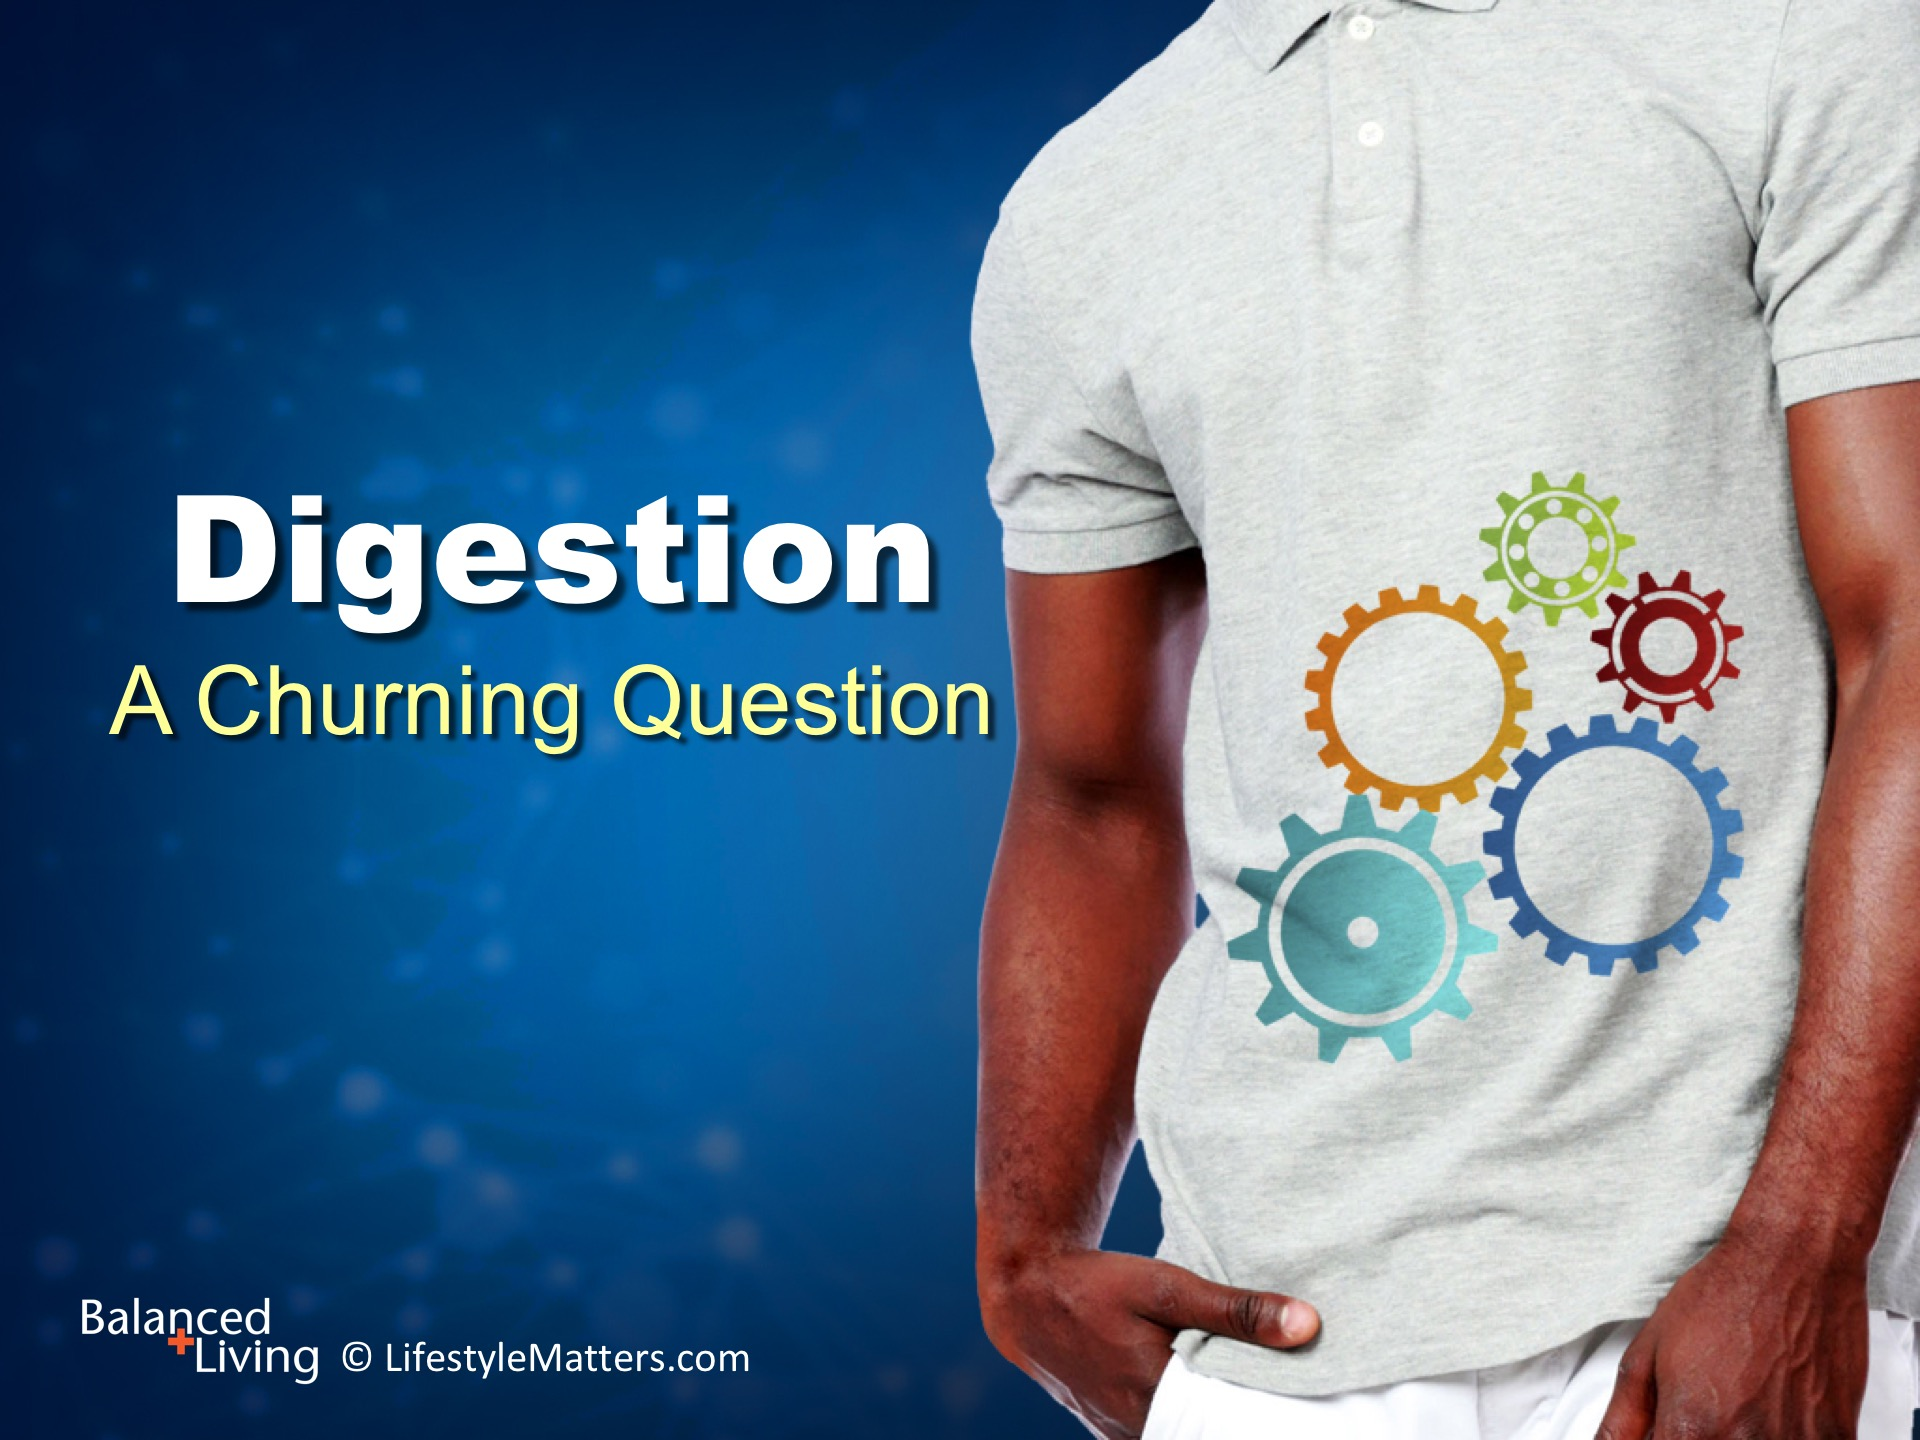 Digestion
A Churning Question
Balanced
+Living © LifestyleMatters.com